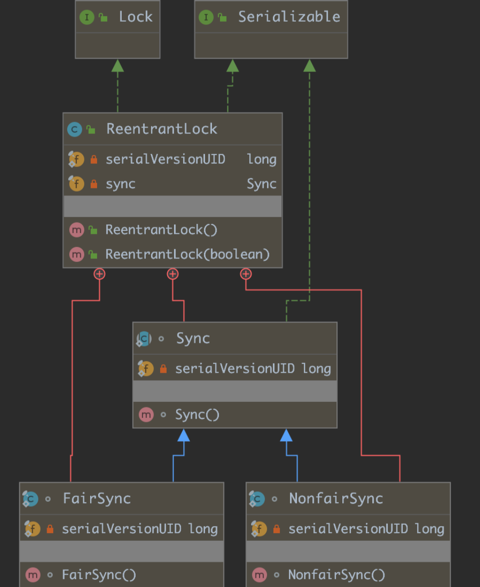 Lock
Serializable
ReentrantLock
serialVersionUID long
sync Sync
ReentrantLock()
ReentrantLock(boolean)
Sync
serialVersionUID long
Sync()
FairSync
NonfairSync
serialVersionUID long
serialVersionUID long
FairSync()
NonfairSync()